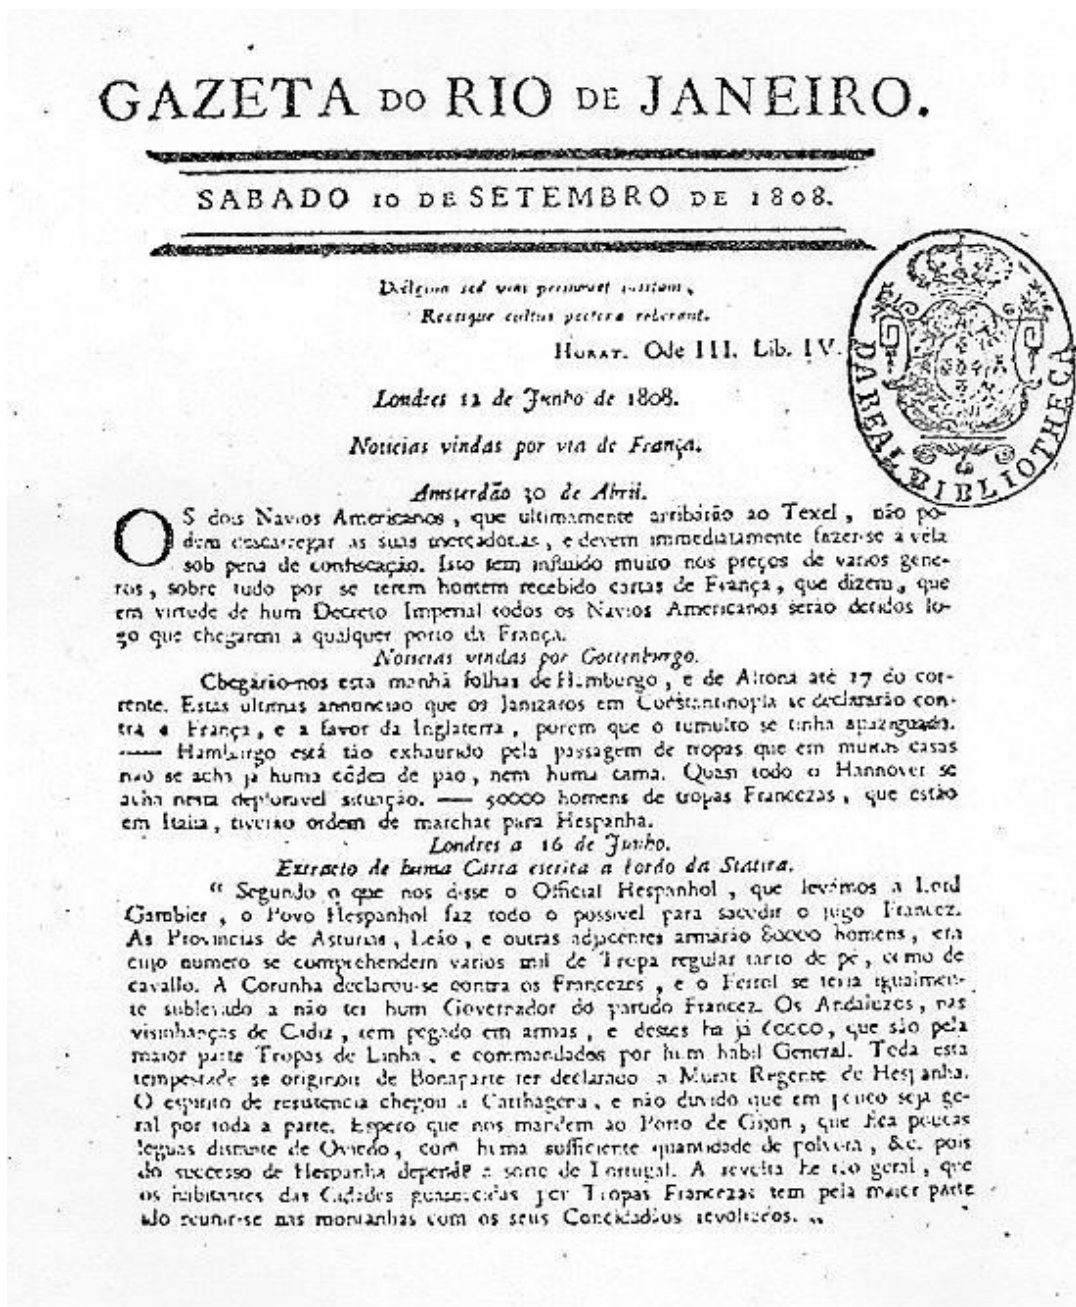 GAZETA DO RIO DE JANEIRO.
SABADO 10 DE SETEMBRO DE 1808.
sed vim promovet insitam,
Rectique cultus pectora roborant.
HORAT. Ode III. Lib. IV.
DA REAL BIBLIOTHECA
Londres 12 de Junho de 1808.
Noticias vindas por via de França.
Amsterdão 30 de Abril.
OS dois Navios Americanos, que ultimamente arribárão ao Texel, não po-
dem descarregar as suas mercadorias, e devem immediatamente fazer-se á vela
sob pena de confiscação. Isto tem influido muito nos preços de varios gene-
ros, sobre tudo por se terem hontem recebido cartas de França, que dizem, que
em virtude de hum Decreto Imperial todos os Navios Americanos serão detidos lo-
go que chegarem a qualquer porto da França.
Noticias vindas por Gottenburgo.
Chegárão-nos esta manhã folhas de Hamburgo, e de Altona até 17 do cor-
rente. Estas ultimas annuncião que os Janizaros em Constantinopla se declarárão con-
tra a França, e a favor da Inglaterra, porem que o tumulto se tinha apaziguado.
—— Hamburgo está tão exhaurido pela passagem de tropas que em muitas casas
não se acha já huma códea de pão, nem huma cama. Quasi todo o Hannover se
acha nesta deploravel situação. —— 50000 homens de tropas Francezas, que estão
em Italia, tiverão ordem de marchar para Hespanha.
Londres a 16 de Junho.
Extracto de huma Carta escrita a bordo da Statira.
" Segundo o que nos disse o Official Hespanhol, que levámos a Lord
Gambier, o Povo Hespanhol faz todo o possivel para sacudir o jugo Francez.
As Provincias de Asturias, Leão, e outras adjacentes armárão 80000 homens, em
cujo numero se comprehendem varios mil de Tropa regular tanto de pé, como de
cavallo. A Corunha declarou-se contra os Francezes, e o Ferrol se teria igualmen-
te sublevado a não ter hum Governador do partido Francez. Os Andaluzes, nas
visinhanças de Cadiz, tem pegado em armas, e destes ha já 60000, que são pela
maior parte Tropas de Linha, e commandados por hum habil General. Toda esta
tempestade se originou de Bonaparte ter declarado a Murat Regente de Hespanha.
O espirito de resistencia chegou a Carthagena, e não duvido que em pouco seja ge-
ral por toda a parte. Espero que nos mandem ao Porto de Gijon, que fica poucas
leguas distante de Oviedo, com huma sufficiente quantidade de polvora, &c. pois
do successo de Hespanha depende a sorte de Portugal. A revolta he tão geral, que
os habitantes das Cidades guarnecidas por Tropas Francezas tem pela maior parte
ido reunir-se nas montanhas com os seus Concidadãos revoltados. „